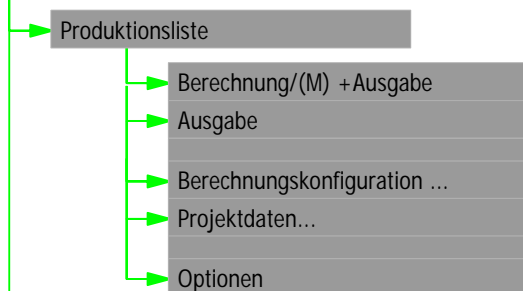 Produktionsliste
Berechnung/(M) +Ausgabe
Ausgabe
Berechnungskonfiguration ...
Projektdaten...
Optionen